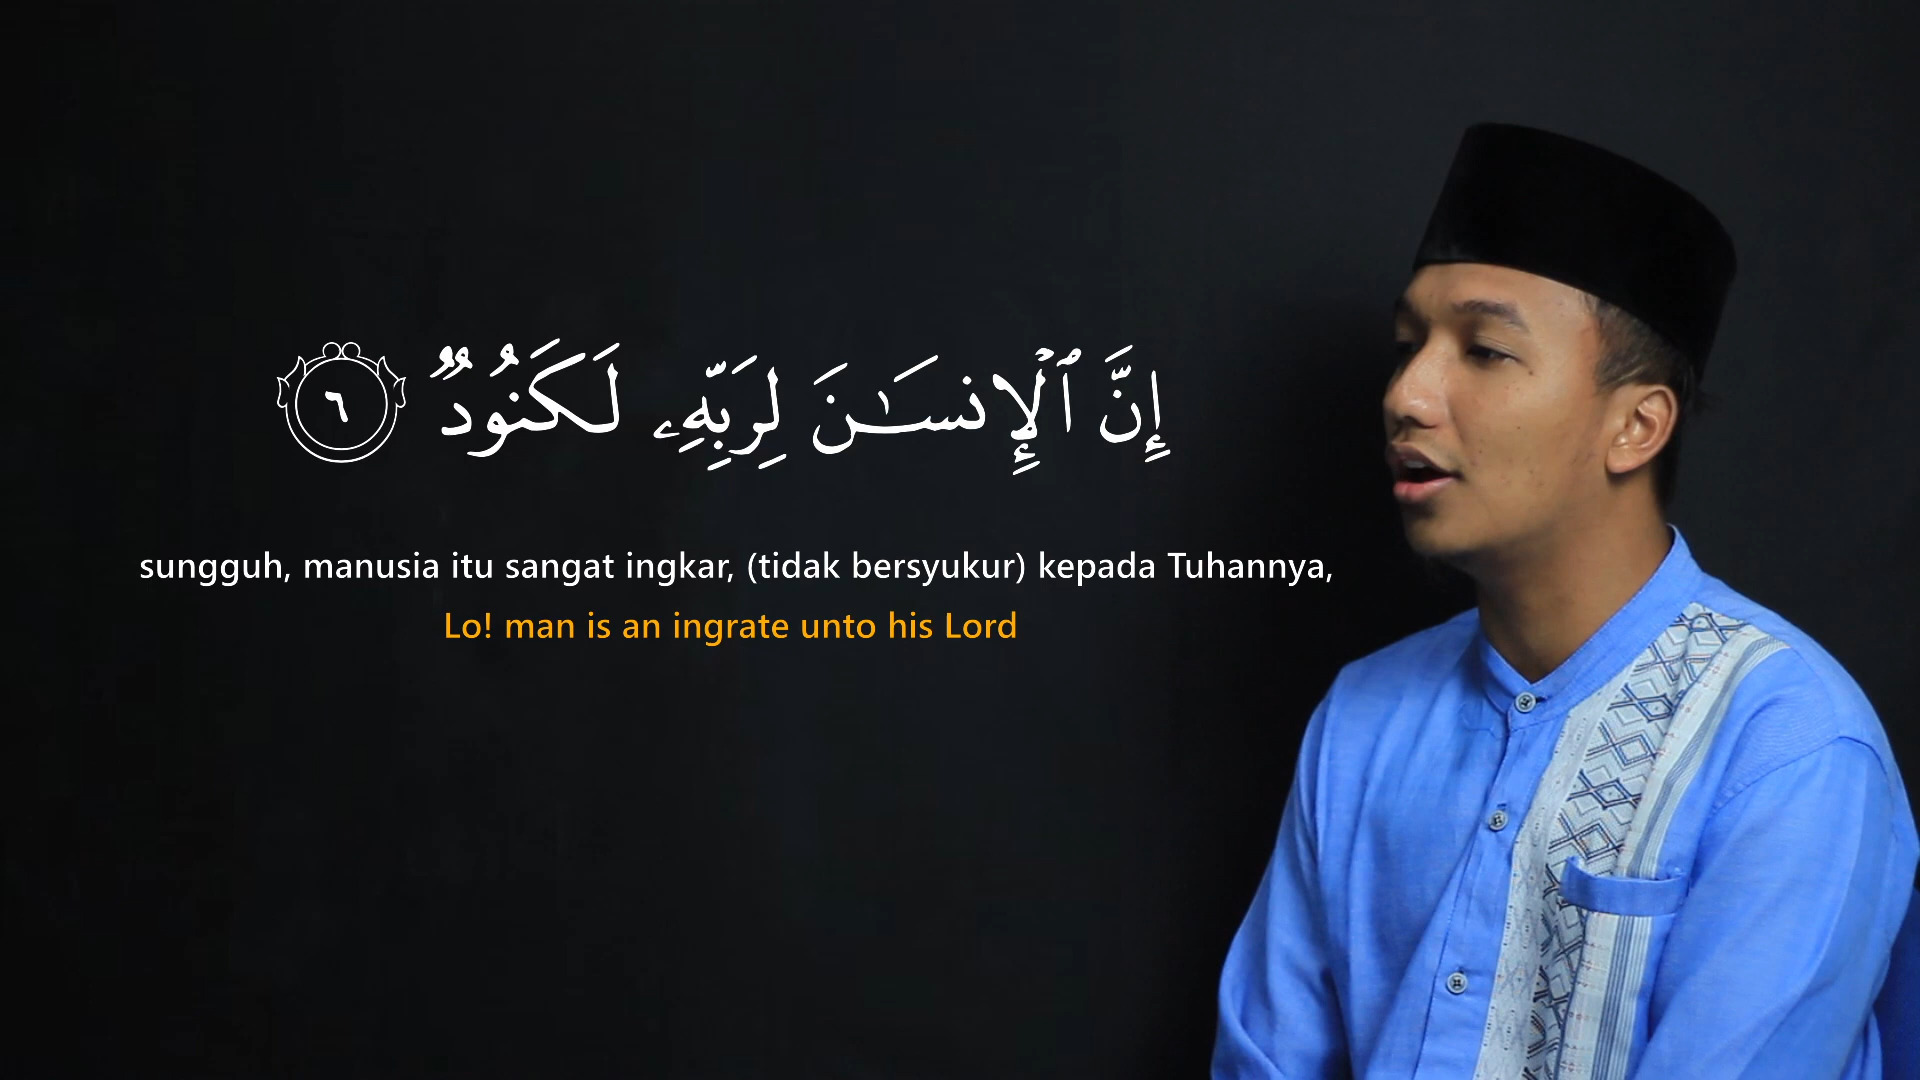 إِنَّ ٱلْإِنسَـٰنَ لِرَبِّهِۦ لَكَنُودٌ ٦
sungguh, manusia itu sangat ingkar, (tidak bersyukur) kepada Tuhannya,
Lo! man is an ingrate unto his Lord